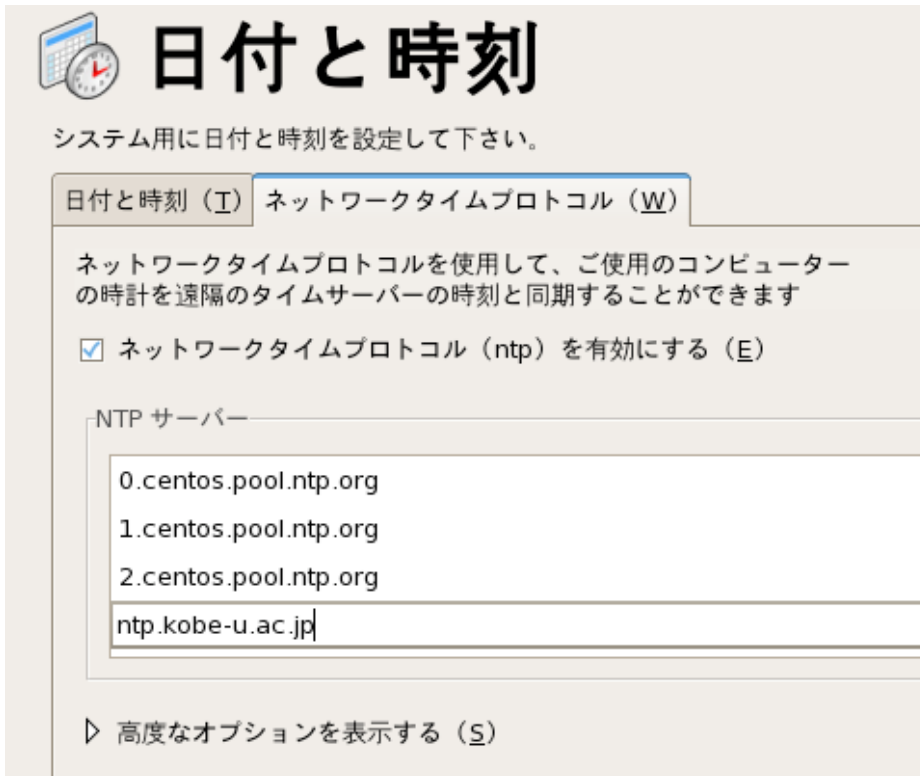 日付と時刻
システム用に日付と時刻を設定して下さい。
日付と時刻（T） ネットワークタイムプロトコル（W）
ネットワークタイムプロトコルを使用して、ご使用のコンピューター
の時計を遠隔のタイムサーバーの時刻と同期することができます
ネットワークタイムプロトコル（ntp）を有効にする（E）
NTP サーバー
0.centos.pool.ntp.org
1.centos.pool.ntp.org
2.centos.pool.ntp.org
ntp.kobe-u.ac.jp
高度なオプションを表示する（S）